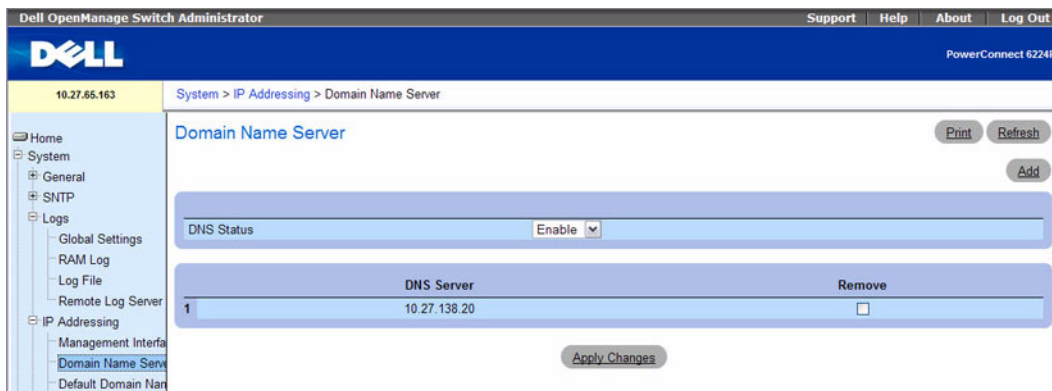 Dell OpenManage Switch Administrator
Support Help About Log Out
DELL
PowerConnect 6224
10.27.65.163
System > IP Addressing > Domain Name Server
Home
System
General
SNTP
Logs
Global Settings
RAM Log
Log File
Remote Log Server
IP Addressing
Management Interfa
Domain Name Serve
Default Domain Nan
Domain Name Server
Print Refresh
Add
DNS Status Enable
DNS Server Remove
1 10.27.138.20
Apply Changes